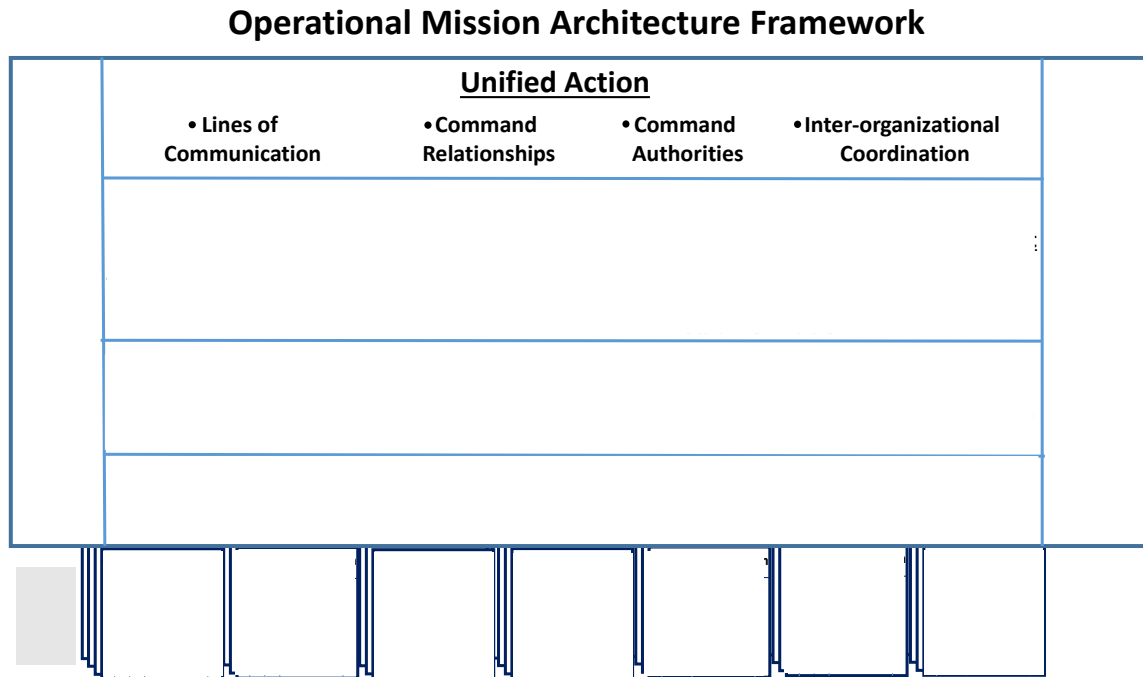 Operational Mission Architecture Framework
Unified Action
• Lines of Communication
• Command Relationships
• Command Authorities
• Inter-organizational Coordination